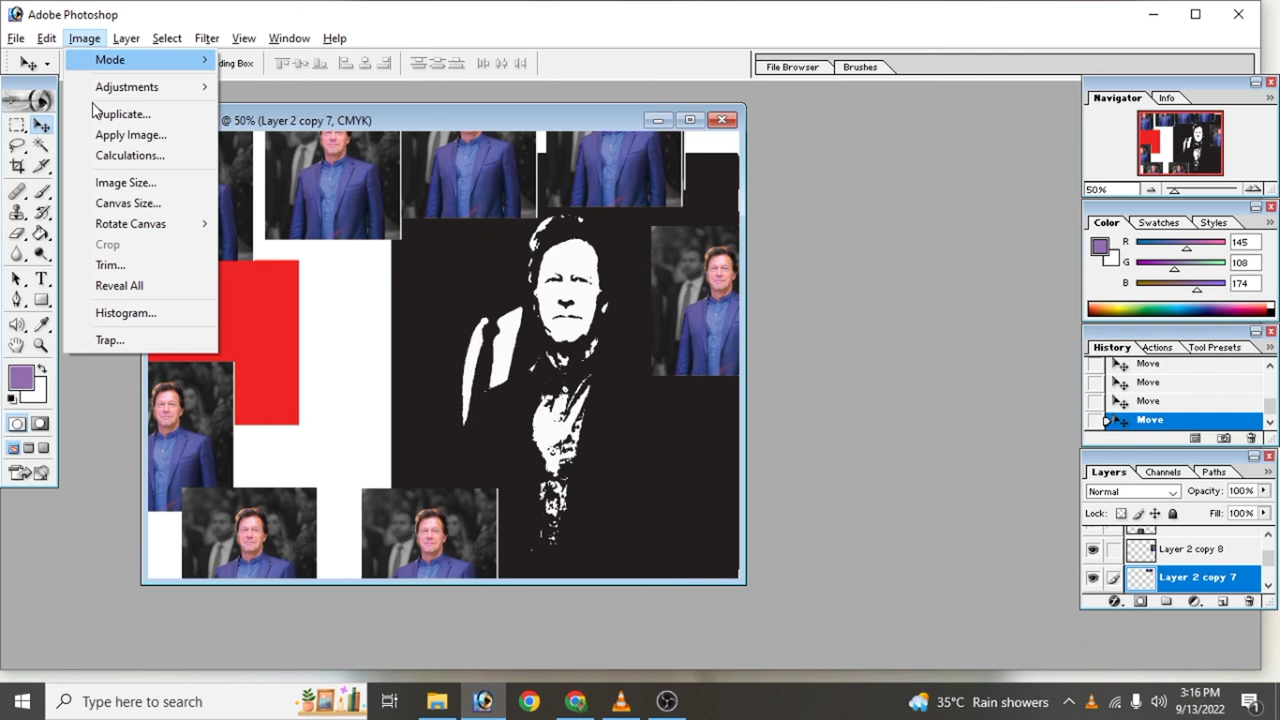 Adobe Photoshop
File Edit Image Layer Select Filter View Window Help
Mode
Adjustments
Duplicate...
Apply Image...
Calculations...
Image Size...
Canvas Size...
Rotate Canvas
Crop
Trim...
Reveal All
Histogram...
Trap...
Box
File Browser Brushes
@ 50% (Layer 2 copy 7, CMYK)
Navigator Info
50%
Color Swatches Styles
R 145
G 108
B 174
History Actions Tool Presets
Move
Move
Move
Move
Layers Channels Paths
Normal Opacity: 100%
Lock: Fill: 100%
Layer 2 copy 8
Layer 2 copy 7
Type here to search
35°C Rain showers
3:16 PM
9/13/2022
1